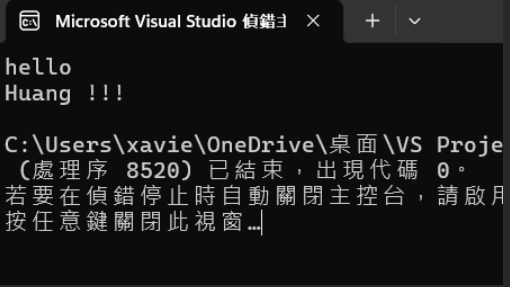 Microsoft Visual Studio 偵錯主
hello
Huang !!!
C:\Users\xavie\OneDrive\桌面\VS Proje
(處理序 8520) 已結束，出現代碼 0。
若要在偵錯停止時自動關閉主控台，請啟用
按任意鍵關閉此視窗…